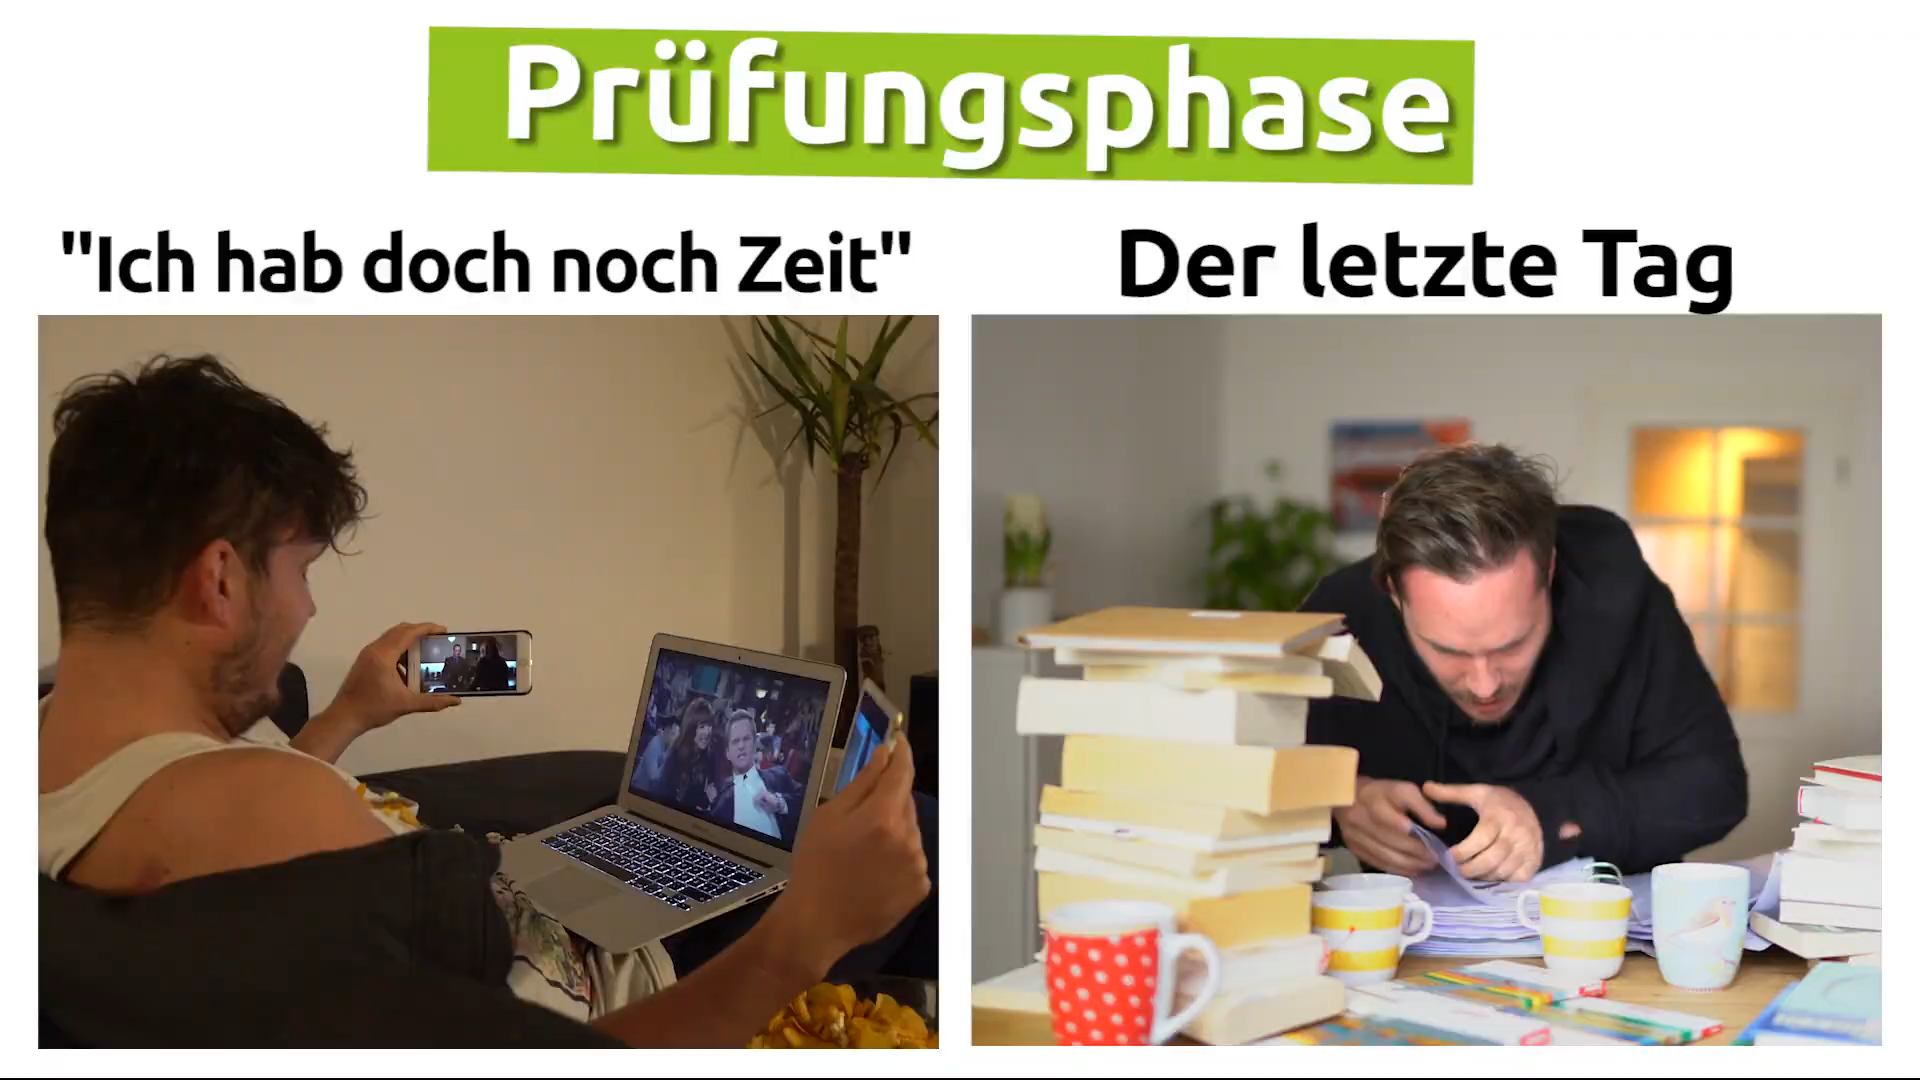 Prüfungsphase
"Ich hab doch noch Zeit"
Der letzte Tag